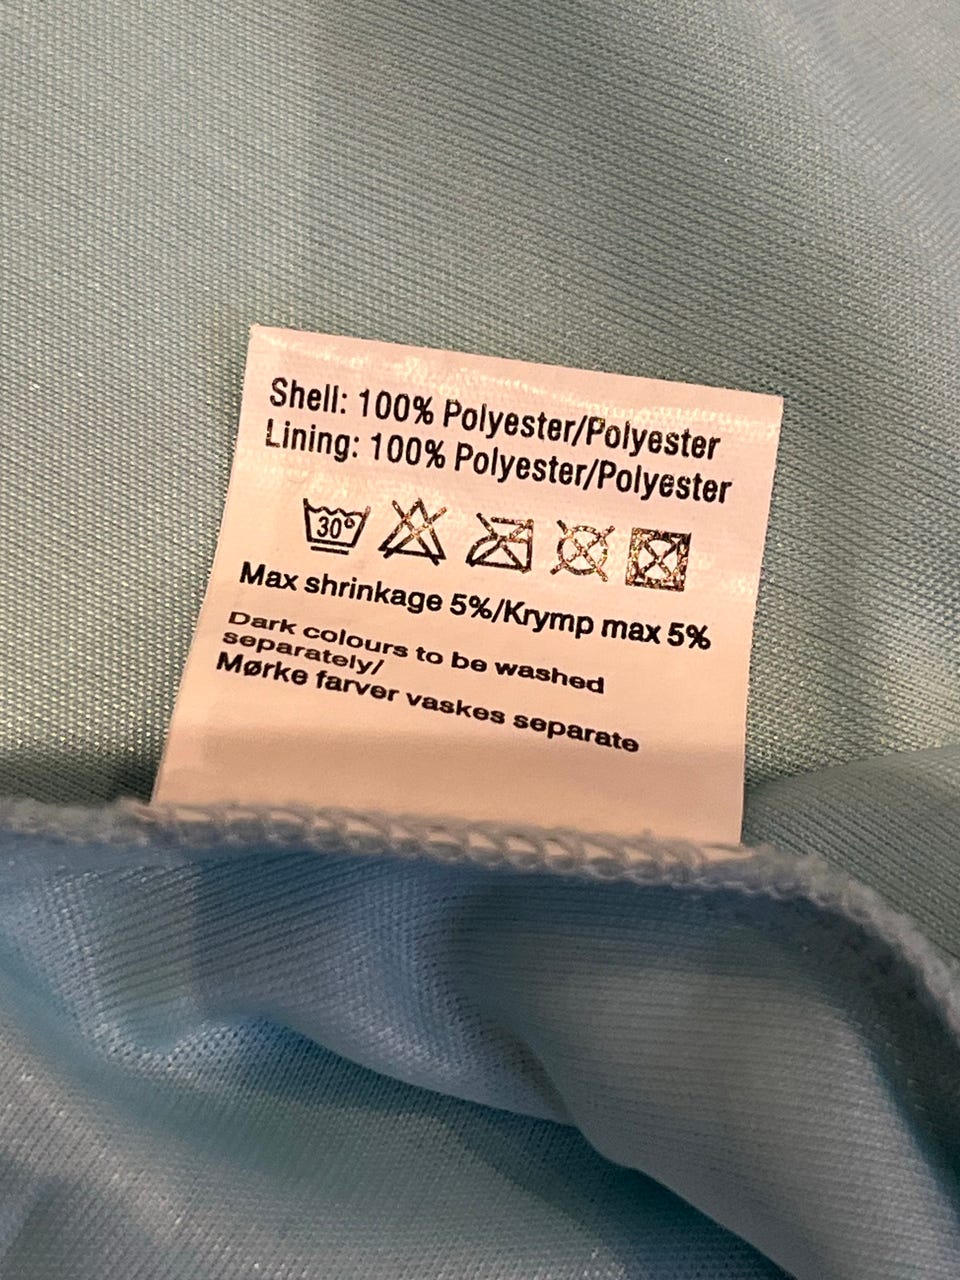 Shell: 100% Polyester/Polyester
Lining: 100% Polyester/Polyester
30°
Max shrinkage 5%/Krymp max 5%
Dark colours to be washed
separately/
Mørke farver vaskes separate